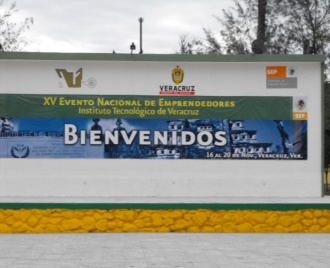 VERACRUZ
SEP
XV EVENTO NACIONAL DE EMPRENDEDORES
Instituto Tecnológico de Veracruz
SEP
BIENVENIDOS
16 AL 20 DE NOV., VERACRUZ, VER.